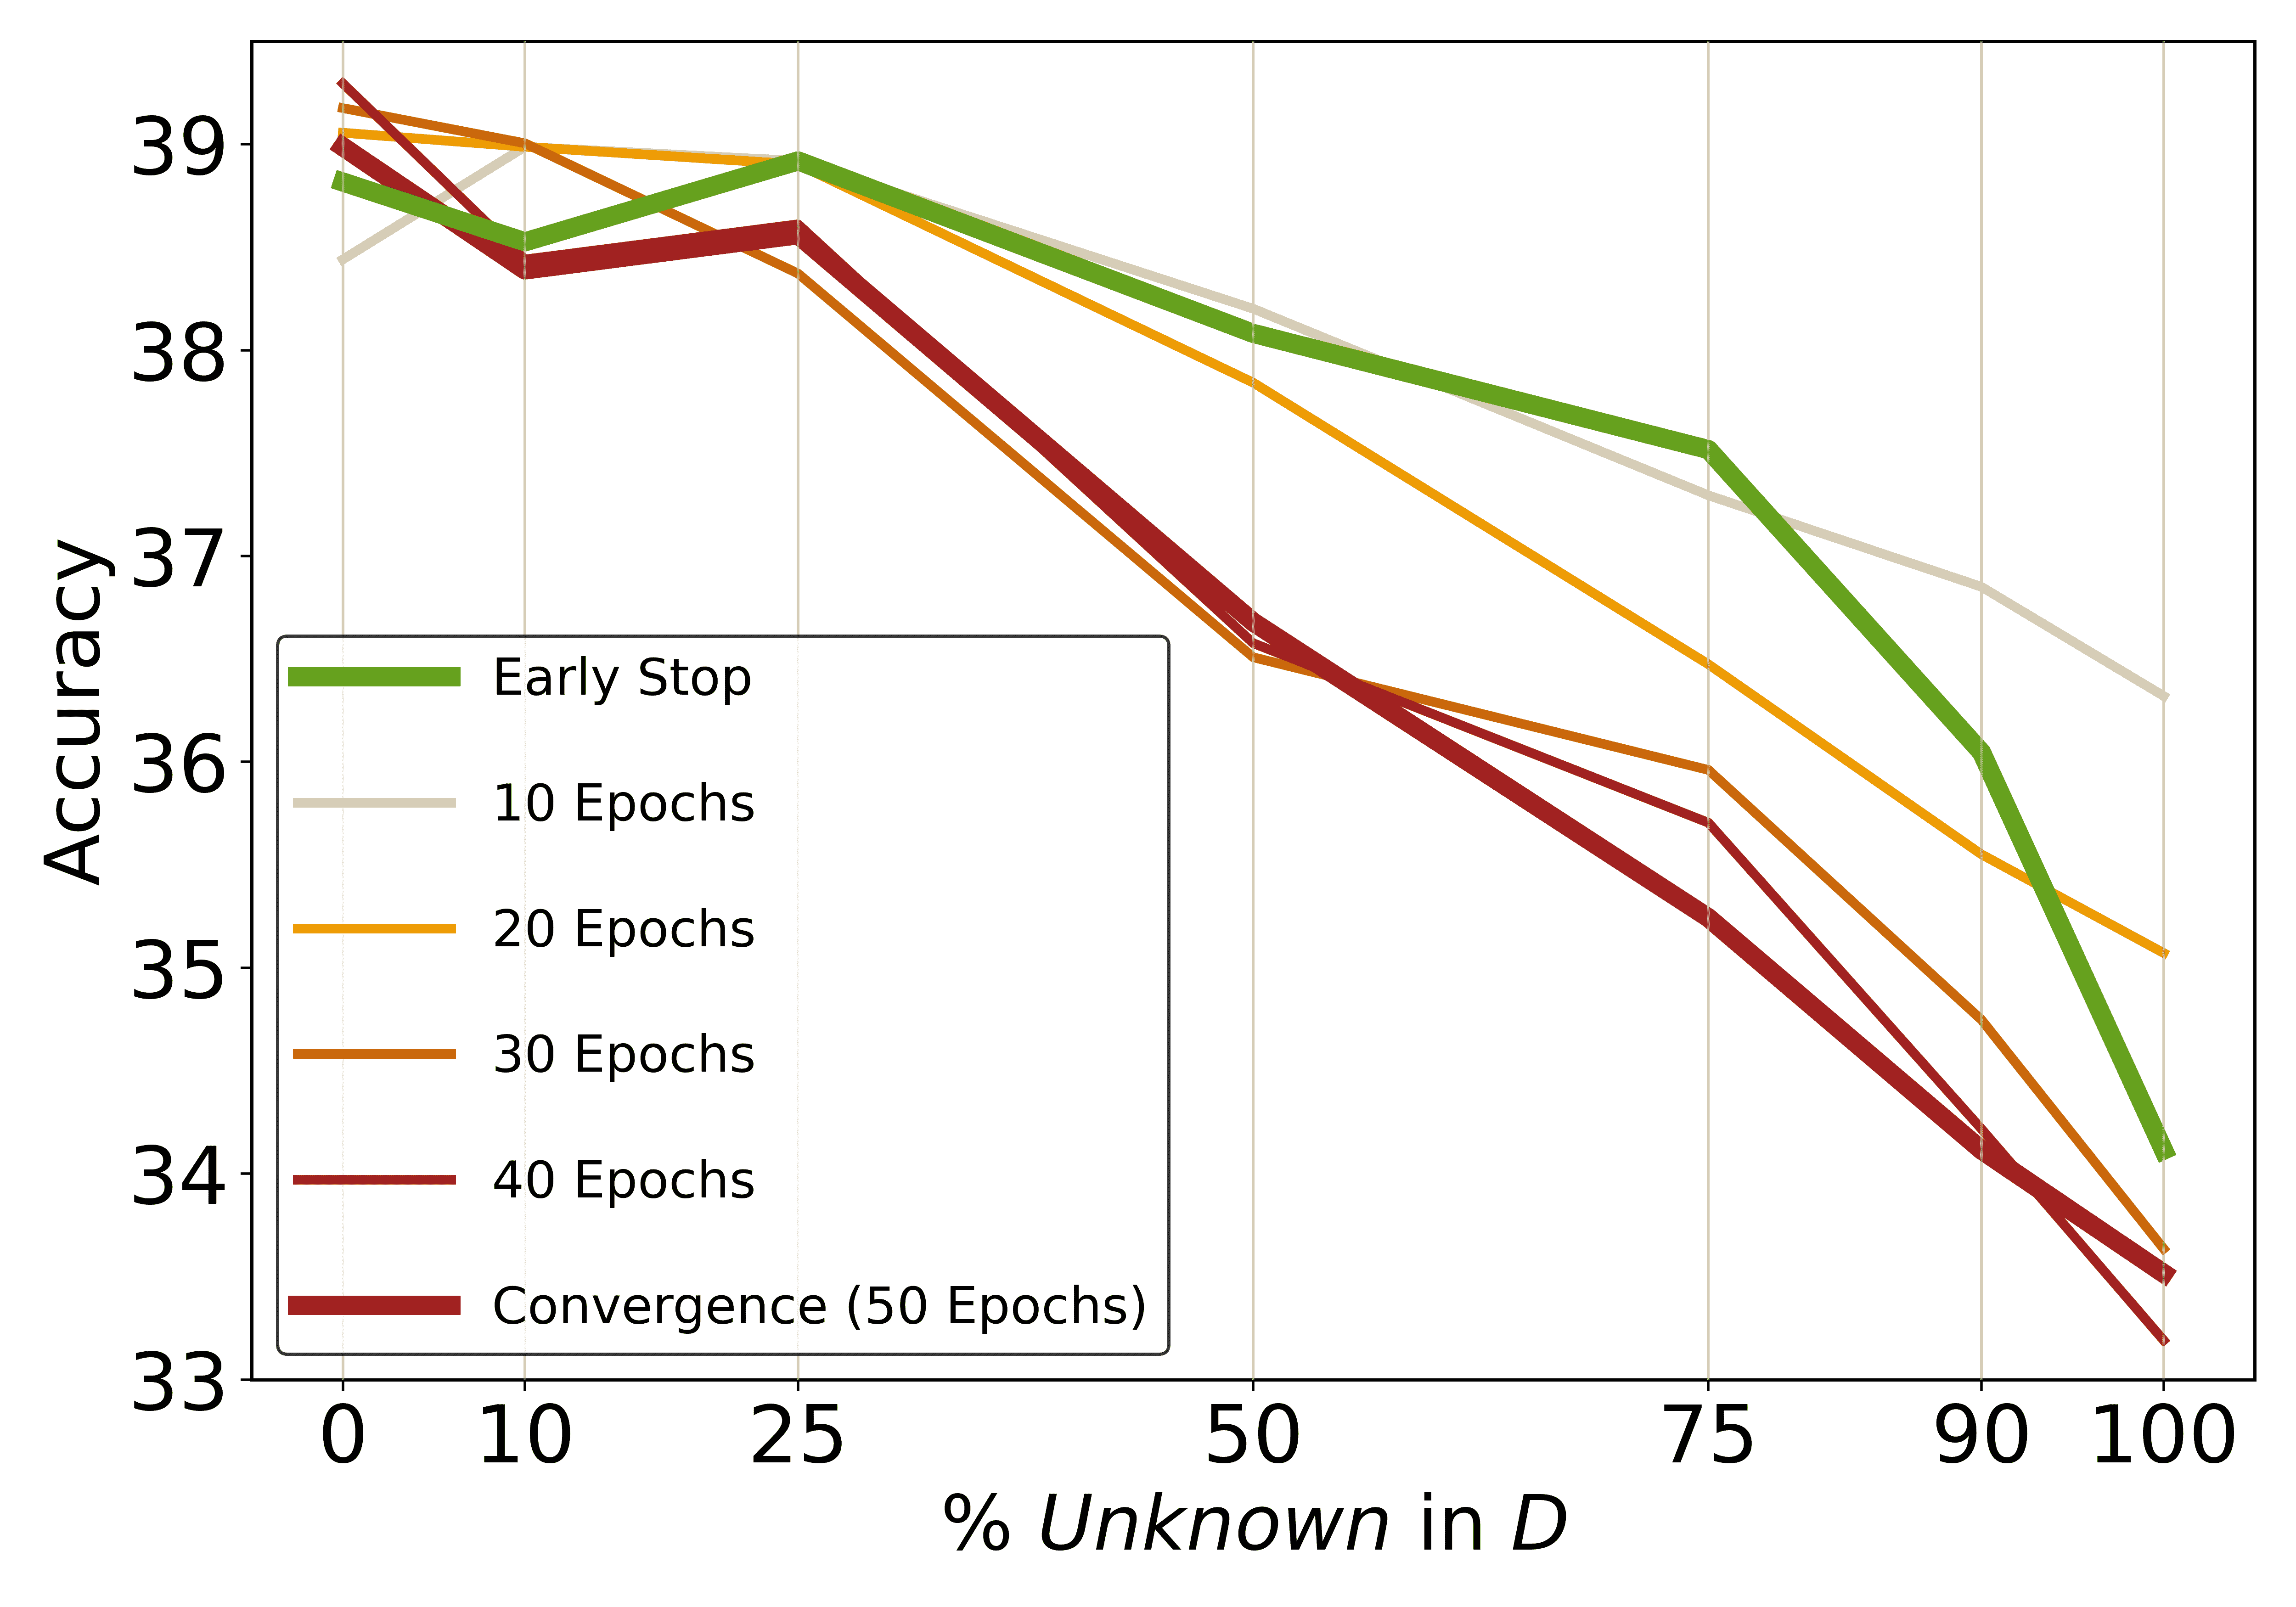 39
38
37
36
35
34
33
Accuracy
Early Stop
10 Epochs
20 Epochs
30 Epochs
40 Epochs
Convergence (50 Epochs)
0 10 25 50 75 90 100
% Unknown in D